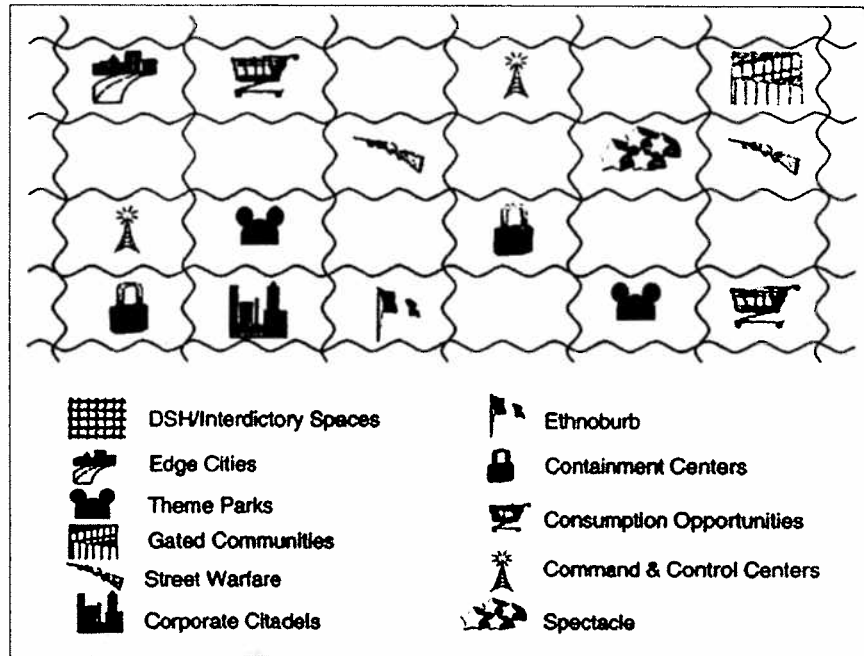 DSH/Interdictory Spaces
Edge Cities
Theme Parks
Gated Communities
Street Warfare
Corporate Citadels
Ethnoburb
Containment Centers
Consumption Opportunities
Command & Control Centers
Spectacle